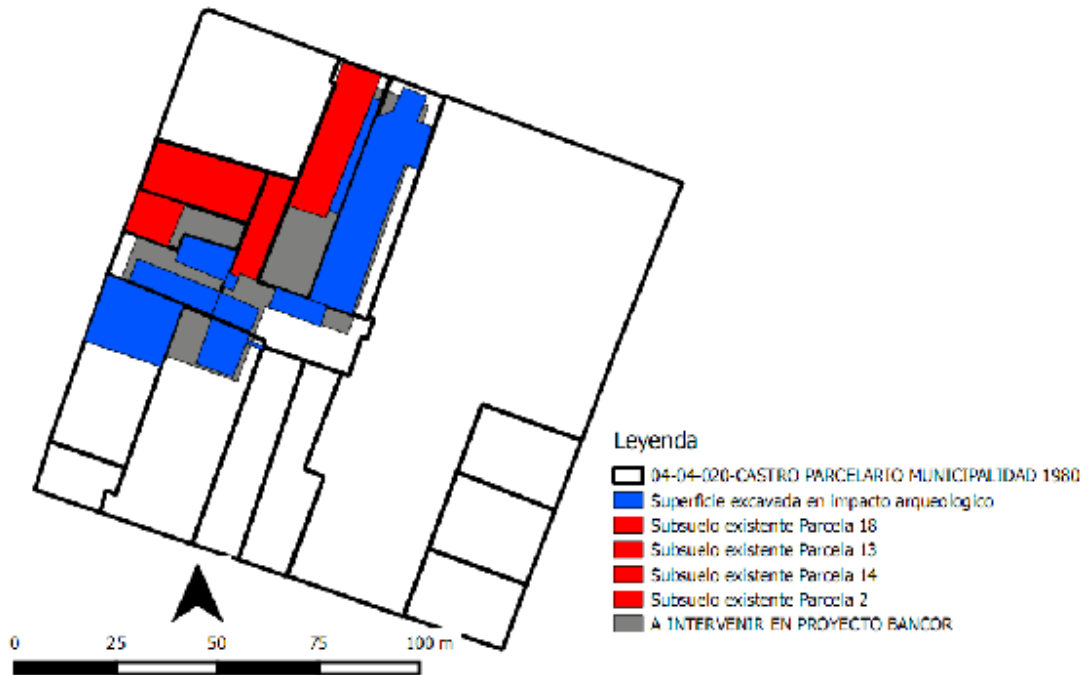 Leyenda
04-04-020-CASTRO PARCELARIO MUNICIPALIDAD 1980
Superficie excavada en impacto arqueologico
Subsuelo existente Parcela 18
Subsuelo existente Parcela 13
Subsuelo existente Parcela 14
Subsuelo existente Parcela 2
A INTERVENIR EN PROYECTO BANCOR
0 25 50 75 100 m